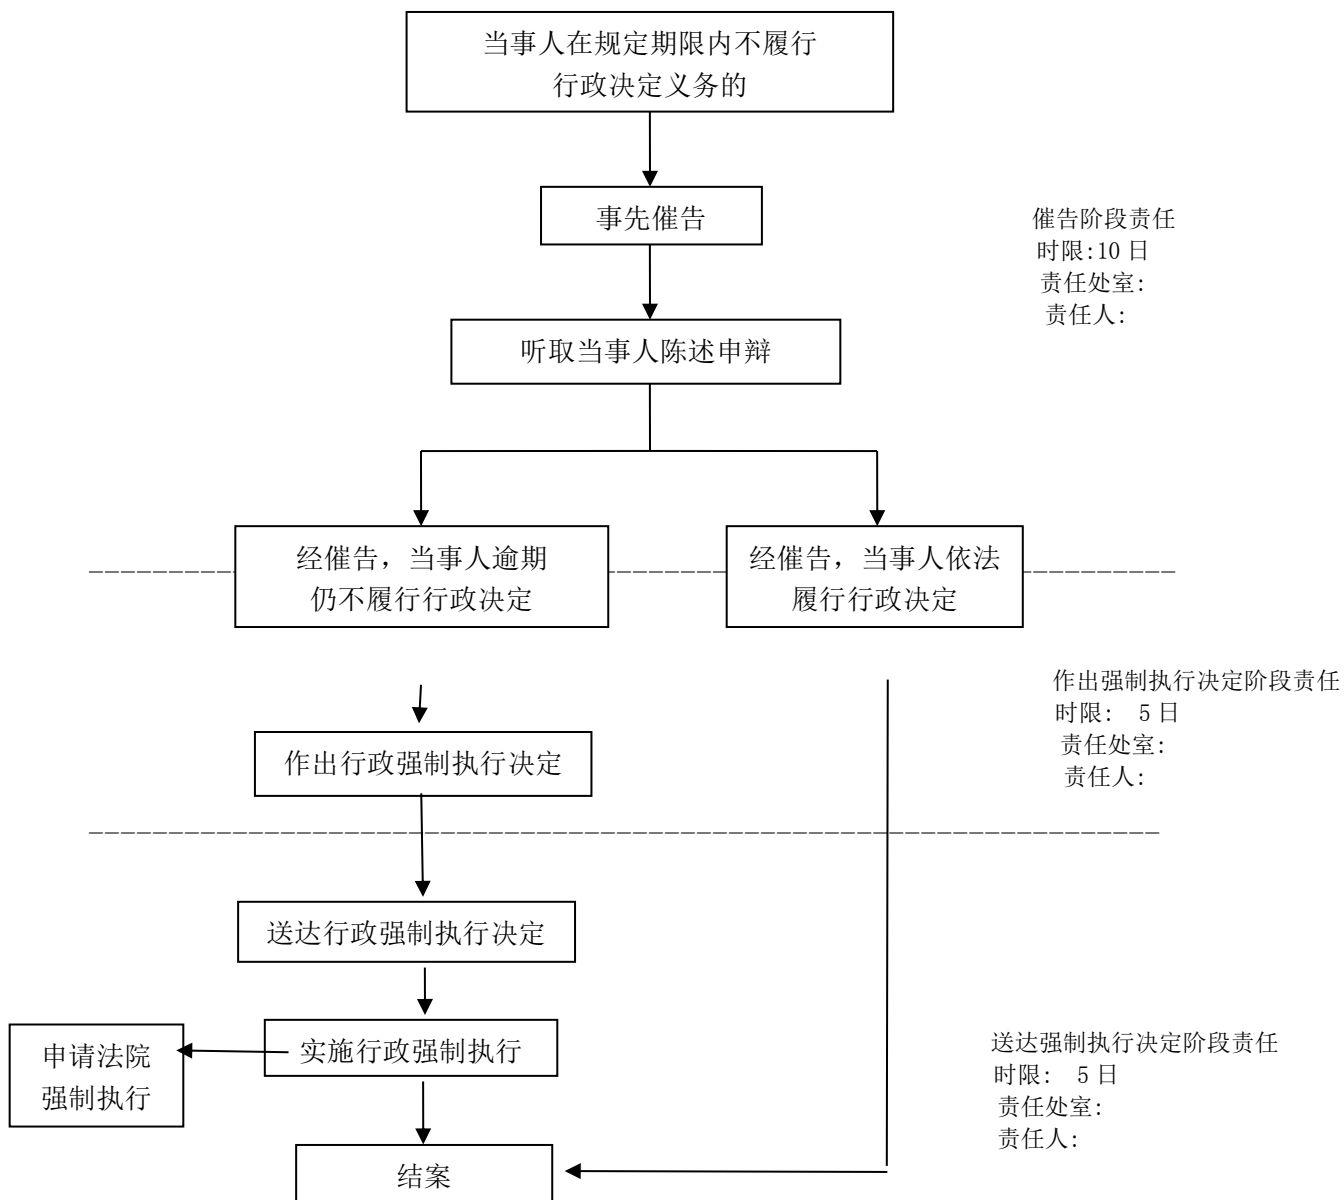 当事人在规定期限内不履行
行政决定义务的
事先催告
催告阶段责任
时限:10 日
责任处室:
责任人:
听取当事人陈述申辩
经催告，当事人逾期
仍不履行行政决定
经催告，当事人依法
履行行政决定
作出强制执行决定阶段责任
时限: 5 日
责任处室:
责任人:
作出行政强制执行决定
送达行政强制执行决定
实施行政强制执行
申请法院
强制执行
送达强制执行决定阶段责任
时限: 5 日
责任处室:
责任人:
结案